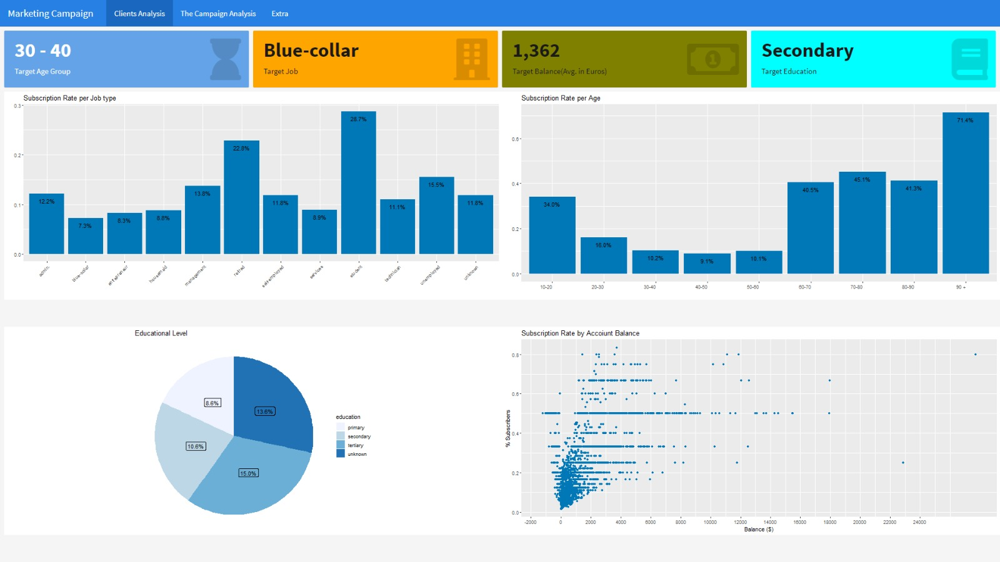 Marketing Campaign Clients Analysis The Campaign Analysis Extra
30 - 40
Target Age Group
Blue-collar
Target Job
1,362
Target Balance(Avg. in Euros)
Secondary
Target Education
Subscription Rate per Job type
0.3
0.2
0.1
0.0
12.2%
7.3%
8.3%
8.8%
13.8%
22.8%
11.8%
8.9%
28.7%
11.1%
15.5%
11.8%
admin.
blue-collar
entrepreneur
housemaid
management
retired
self-employed
services
student
technician
unemployed
unknown
Subscription Rate per Age
0.6
0.4
0.2
0.0
34.0%
16.0%
10.2%
9.1%
10.1%
40.5%
45.1%
41.3%
71.4%
10-20
20-30
30-40
40-50
50-60
60-70
70-80
80-90
90 +
Educational Level
8.6%
13.6%
10.6%
15.0%
education
primary
secondary
tertiary
unknown
Subscription Rate by Accoiunt Balance
% Subscribers
0.8
0.6
0.4
0.2
0.0
-2000
0
2000
4000
6000
8000
10000
12000
14000
16000
18000
20000
22000
24000
Balance ($)